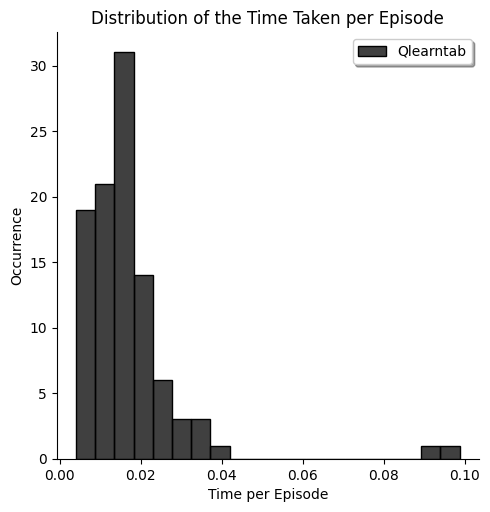 Distribution of the Time Taken per Episode
Qlearntab
30
25
20
15
10
5
0
Occurrence
0.00 0.02 0.04 0.06 0.08 0.10
Time per Episode